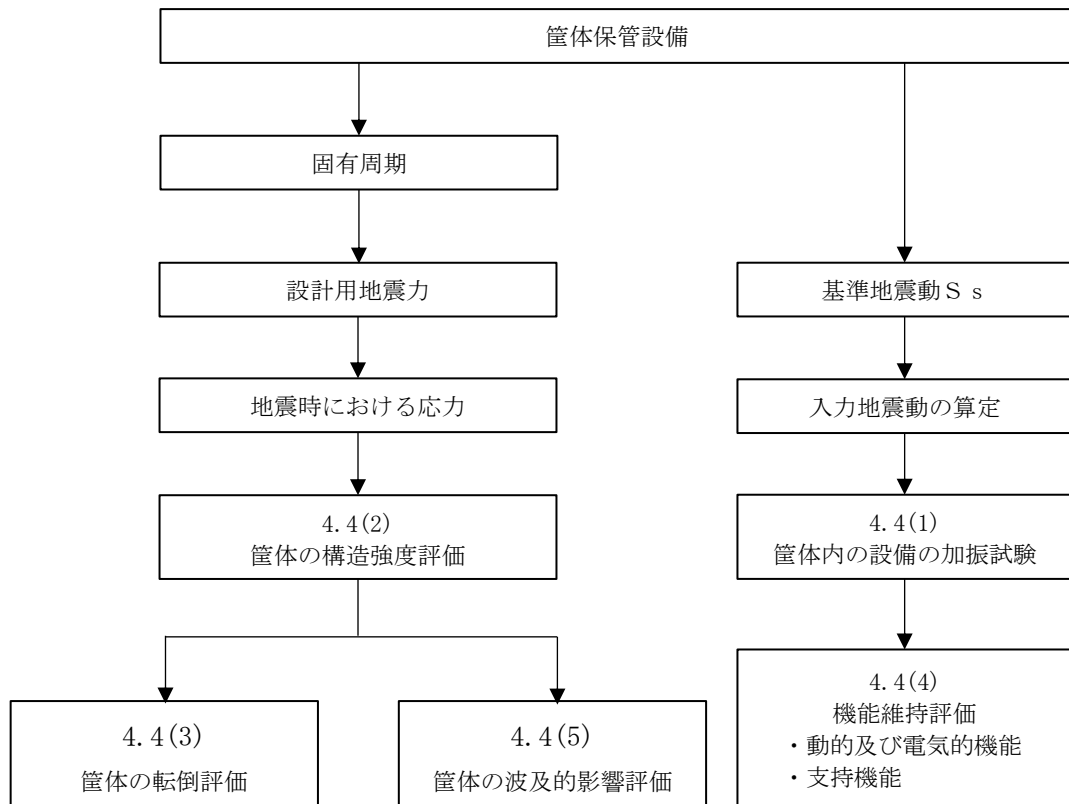 筐体保管設備
固有周期
設計用地震力
基準地震動Ｓｓ
地震時における応力
入力地震動の算定
4.4(2)
筐体の構造強度評価
4.4(1)
筐体内の設備の加振試験
4.4(3)
筐体の転倒評価
4.4(5)
筐体の波及的影響評価
4.4(4)
機能維持評価
・動的及び電気的機能
・支持機能